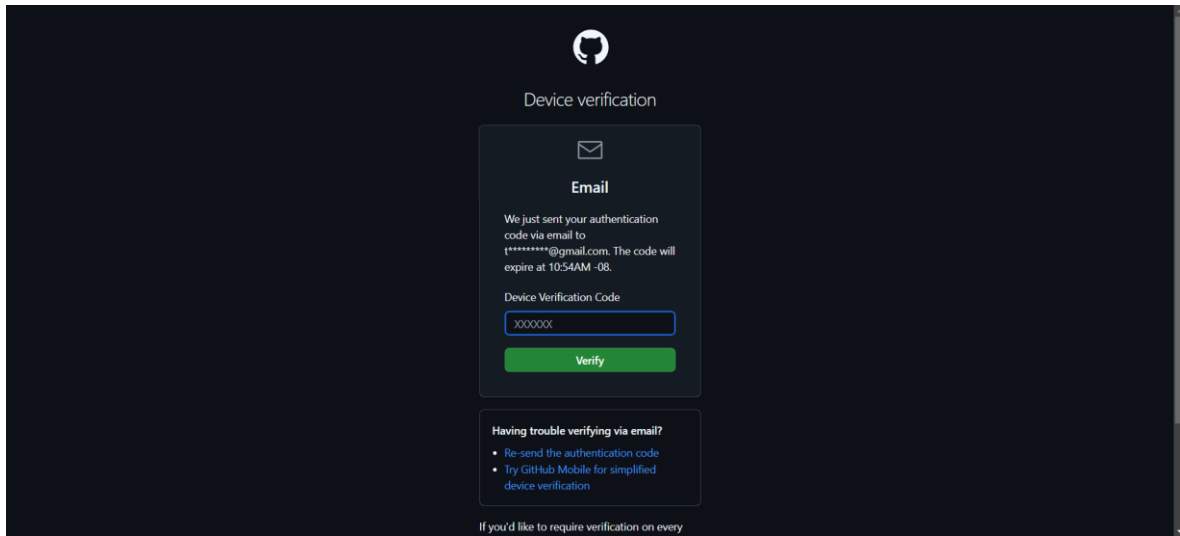 Device verification
Email
We just sent your authentication
code via email to
t*********@gmail.com. The code will
expire at 10:54AM -08.
Device Verification Code
XXXXXX
Verify
Having trouble verifying via email?
• Re-send the authentication code
• Try GitHub Mobile for simplified
device verification
If you'd like to require verification on every